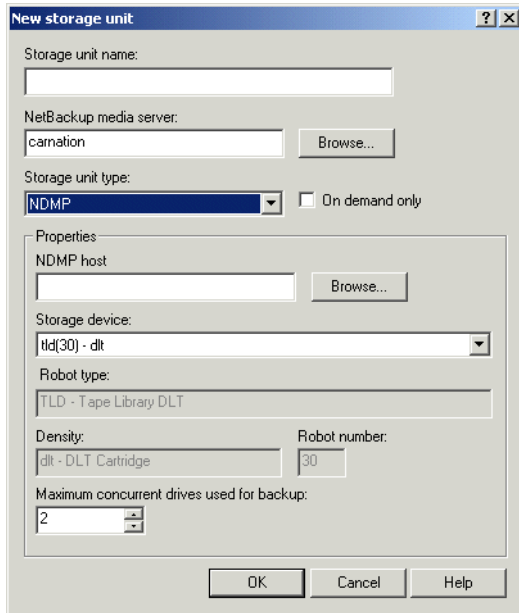 New storage unit
Storage unit name:
NetBackup media server:
carnation
Browse...
Storage unit type:
NDMP
On demand only
Properties
NDMP host
Browse...
Storage device:
tld(30) - dlt
Robot type:
TLD - Tape Library DLT
Density:
Robot number:
dlt - DLT Cartridge
30
Maximum concurrent drives used for backup:
2
OK
Cancel
Help